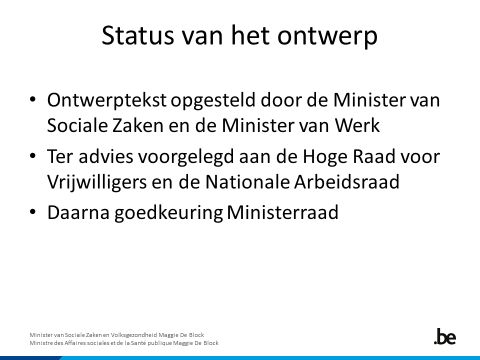 Status van het ontwerp
• Ontwerptekst opgesteld door de Minister van
Sociale Zaken en de Minister van Werk
• Ter advies voorgelegd aan de Hoge Raad voor
Vrijwilligers en de Nationale Arbeidsraad
• Daarna goedkeuring Ministerraad
Minister van Sociale Zaken en Volksgezondheid Maggie De Block
Ministre des Affaires sociales et de la Santé publique Maggie De Block
.be